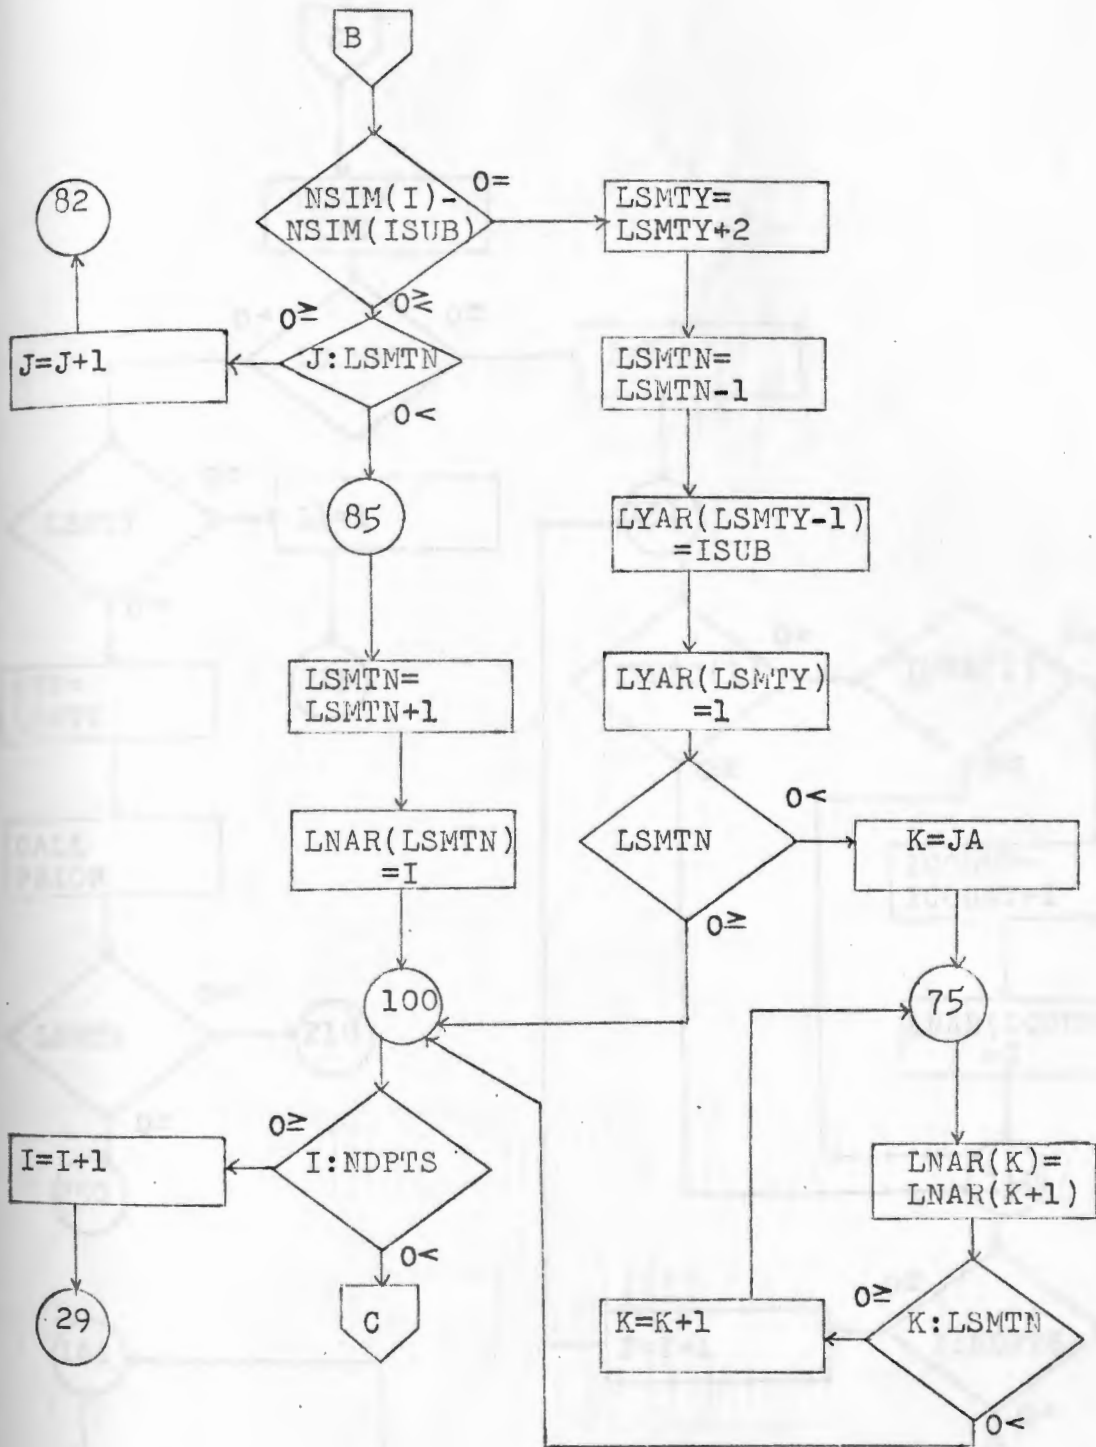 B
NSIM(I)-
NSIM(ISUB)
0=
0≷
LSMTY=
LSMTY+2
82
J=J+1
0≥
J:LSMTN
0<
LSMTN=
LSMTN-1
85
LYAR(LSMTY-1)
=ISUB
LSMTN=
LSMTN+1
LYAR(LSMTY)
=1
LNAR(LSMTN)
=I
LSMTN
0<
0≥
K=JA
100
75
I=I+1
0≥
I:NDPTS
0<
LNAR(K)=
LNAR(K+1)
29
C
K=K+1
0≥
K:LSMTN
0<